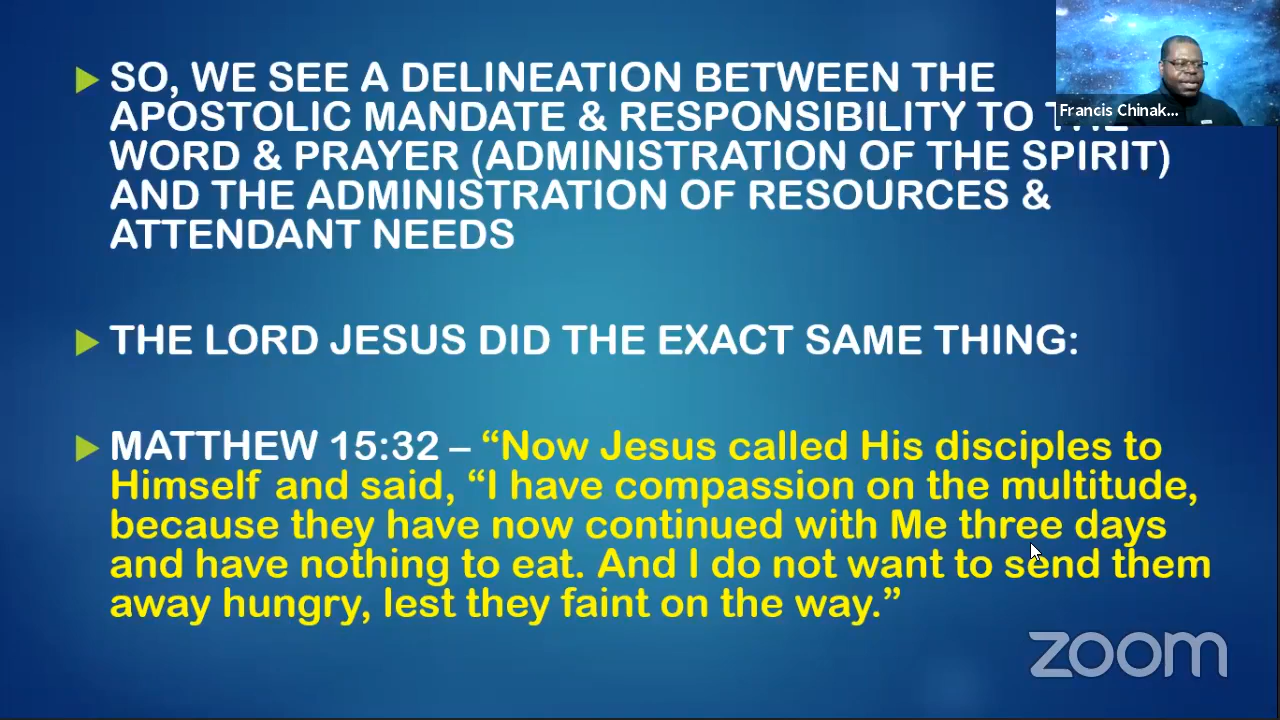 SO, WE SEE A DELINEATION BETWEEN THE
APOSTOLIC MANDATE & RESPONSIBILITY TO
WORD & PRAYER (ADMINISTRATION OF THE SPIRIT)
AND THE ADMINISTRATION OF RESOURCES &
ATTENDANT NEEDS
THE LORD JESUS DID THE EXACT SAME THING:
MATTHEW 15:32 – “Now Jesus called His disciples to
Himself and said, “I have compassion on the multitude,
because they have now continued with Me three days
and have nothing to eat. And I do not want to send them
away hungry, lest they faint on the way.”
Francis Chinak...
zoom